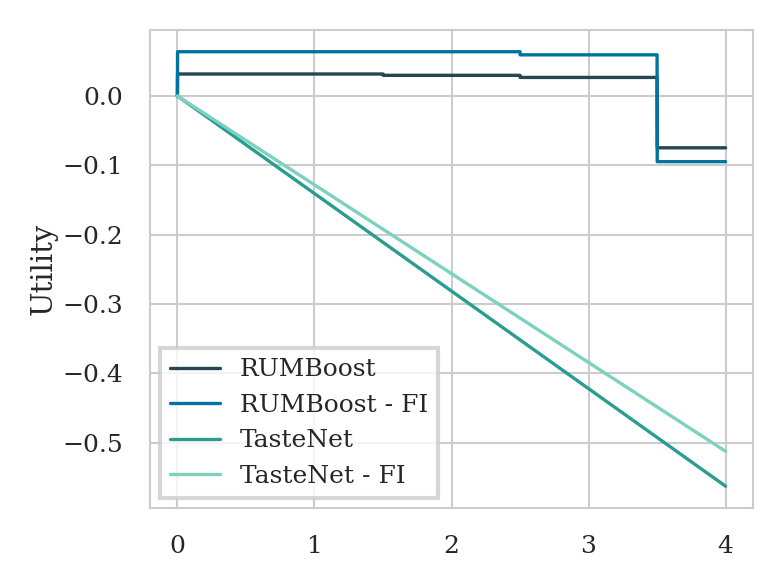 Utility
0.0
−0.1
−0.2
−0.3
−0.4
−0.5
RUMBoost
RUMBoost - FI
TasteNet
TasteNet - FI
0 1 2 3 4